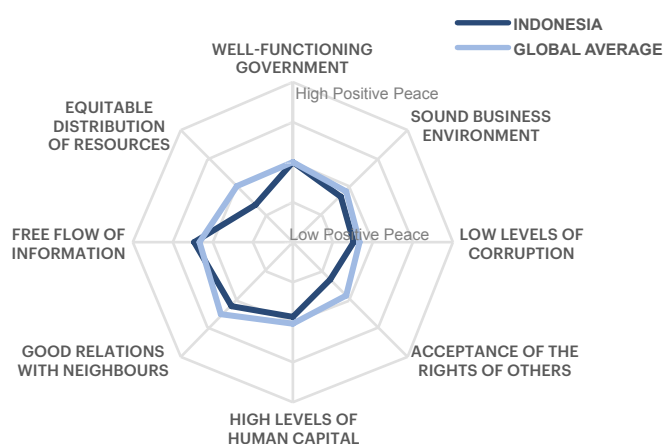 INDONESIA
GLOBAL AVERAGE
WELL-FUNCTIONING
GOVERNMENT
High Positive Peace
EQUITABLE
DISTRIBUTION
OF RESOURCES
SOUND BUSINESS
ENVIRONMENT
FREE FLOW OF
INFORMATION
Low Positive Peace
LOW LEVELS OF
CORRUPTION
GOOD RELATIONS
WITH NEIGHBOURS
ACCEPTANCE OF THE
RIGHTS OF OTHERS
HIGH LEVELS OF
HUMAN CAPITAL